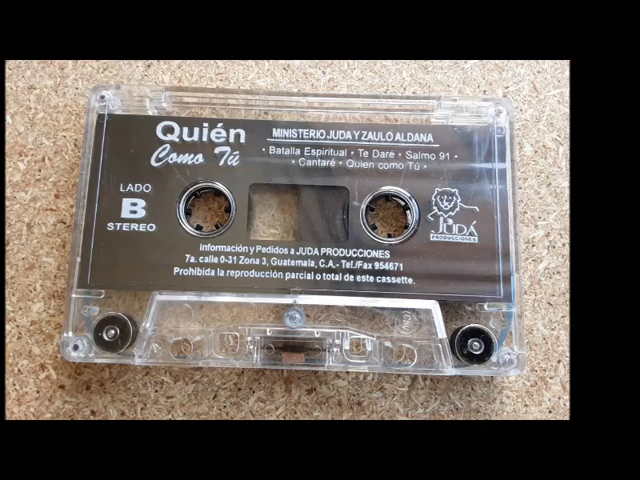 Quién
Como Tú
MINISTERIO JUDA Y ZAULO ALDANA
• Batalla Espiritual • Te Daré • Salmo 91 •
• Cantaré • Quien como Tú •
LADO
B
STEREO
JUDÁ
PRODUCCIONES
Información y Pedidos a JUDA PRODUCCIONES
7a. calle 0-31 Zona 3, Guatemala, C.A.- Tel./Fax 954671
Prohibida la reproducción parcial o total de este cassette.